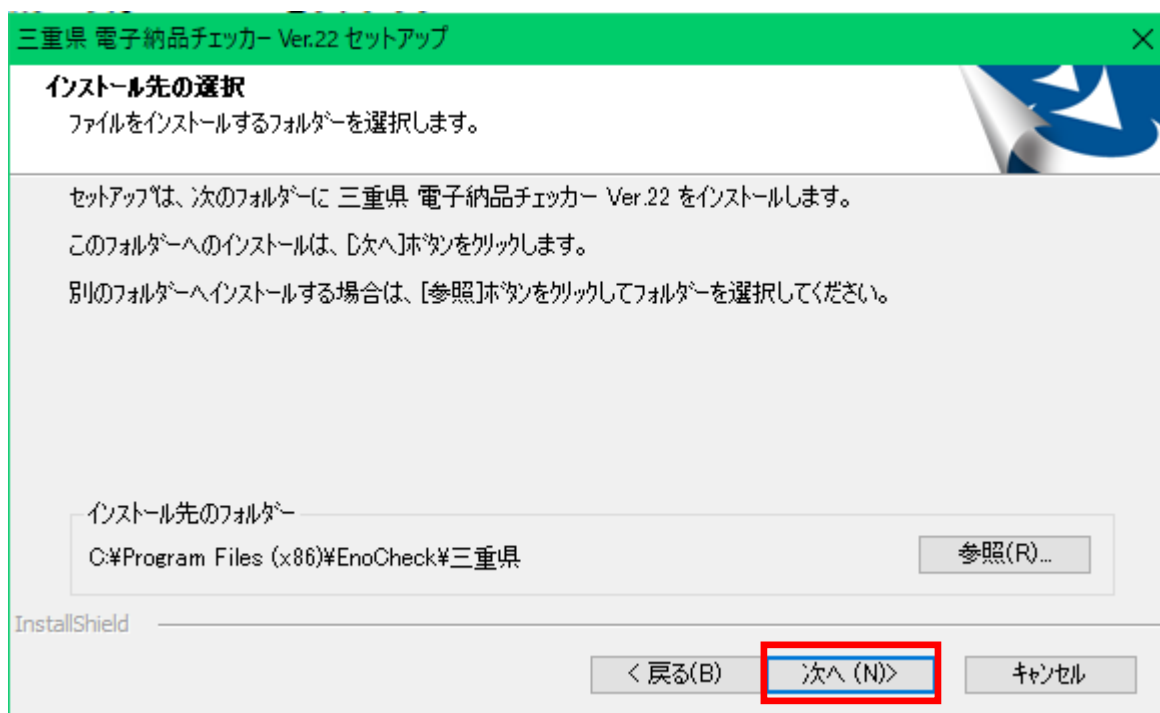 三重県 電子納品チェッカー Ver.22 セットアップ
インストール先の選択
ファイルをインストールするフォルダーを選択します。
セットアップは、次のフォルダーに 三重県 電子納品チェッカー Ver.22 をインストールします。
このフォルダーへのインストールは、[次へ]ボタンをクリックします。
別のフォルダーへインストールする場合は、[参照]ボタンをクリックしてフォルダーを選択してください。
インストール先のフォルダー
C:¥Program Files (x86)¥EnoCheck¥三重県
参照(R)...
InstallShield
< 戻る(B)
次へ (N)>
キャンセル